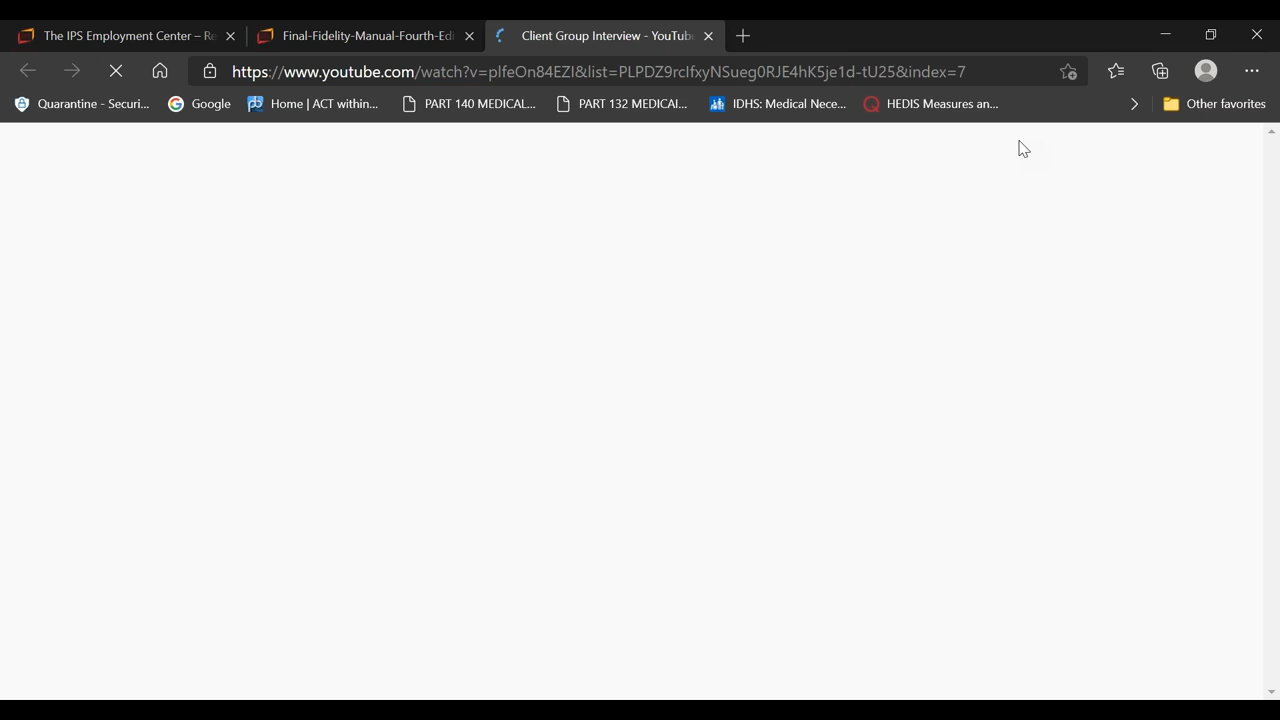 The IPS Employment Center – Re
Final-Fidelity-Manual-Fourth-Edi
Client Group Interview - YouTube
https://www.youtube.com/watch?v=plfeOn84EZI&list=PLPDZ9rclfxyNSueg0RJE4hK5je1d-tU25&index=7
Quarantine - Securi...
Google
Home | ACT within...
PART 140 MEDICAL...
PART 132 MEDICAl...
IDHS: Medical Nece...
HEDIS Measures an...
Other favorites